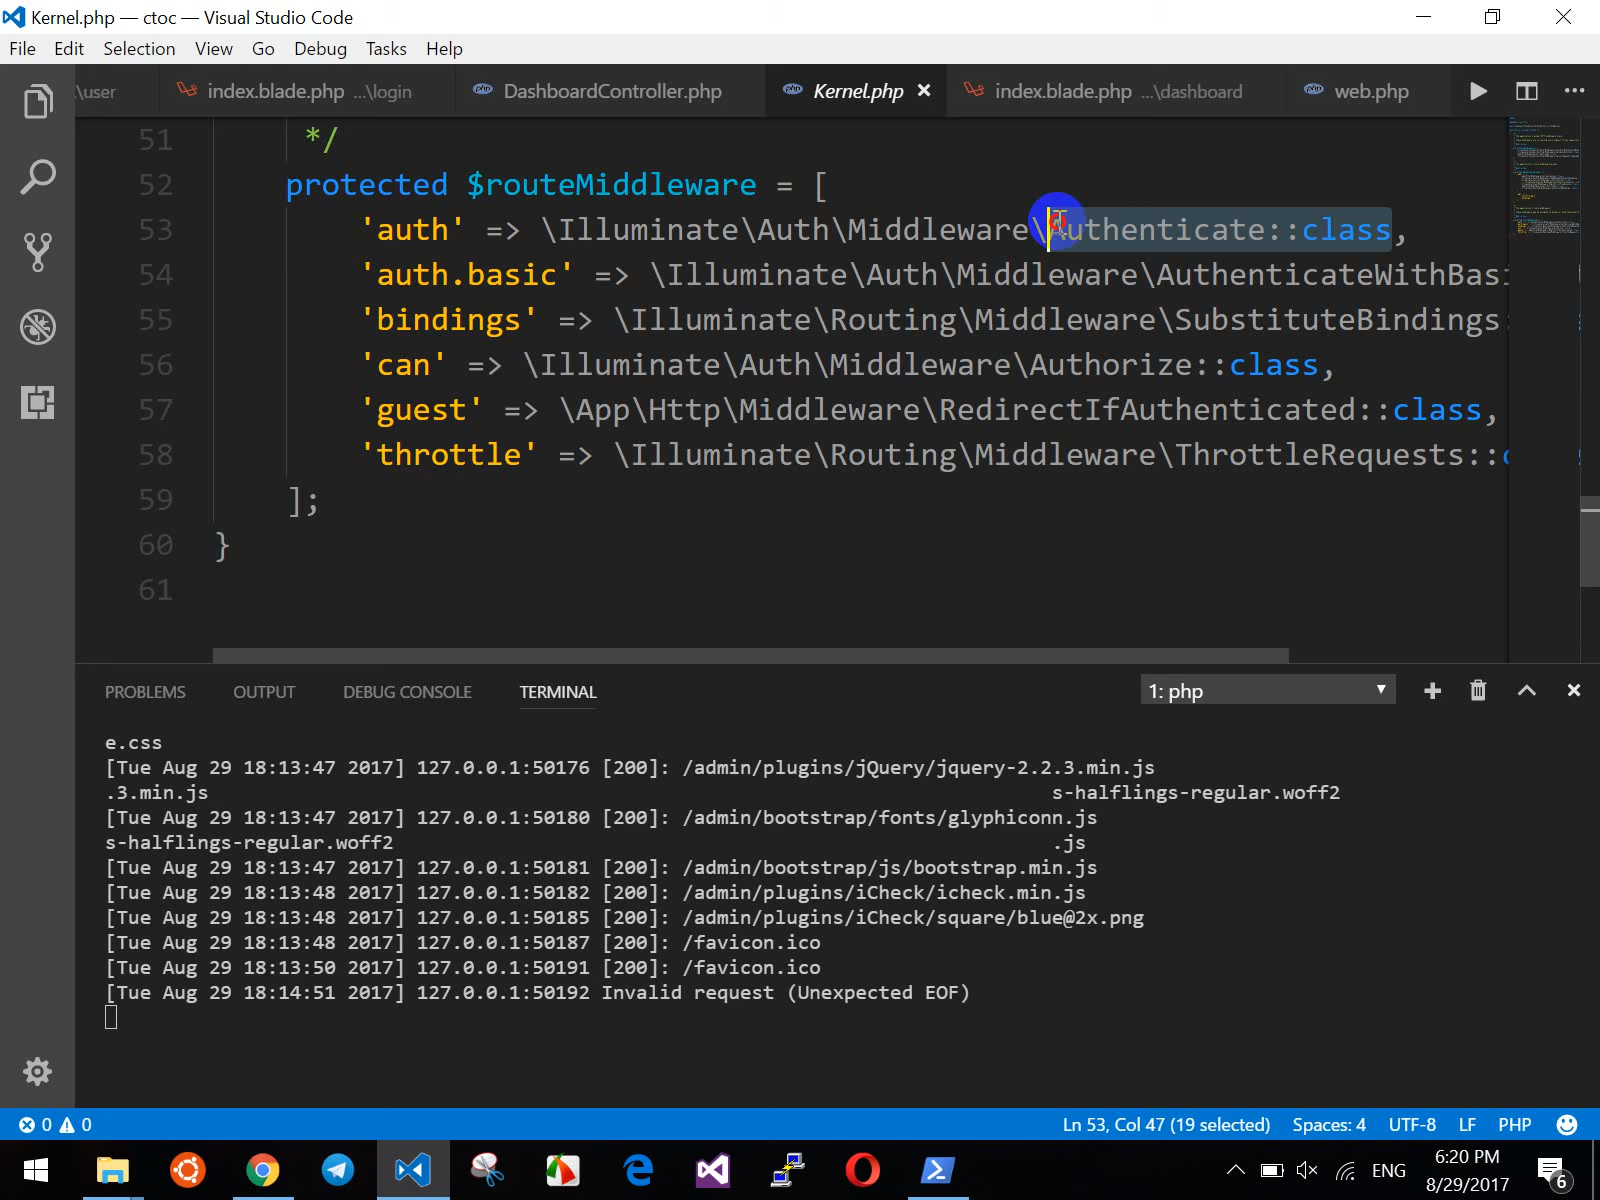 Kernel.php — ctoc — Visual Studio Code
File Edit Selection View Go Debug Tasks Help
.\user index.blade.php ...\login DashboardController.php Kernel.php index.blade.php ...\dashboard web.php
51 */
52 protected $routeMiddleware = [
53 'auth' => \Illuminate\Auth\Middleware\Authenticate::class,
54 'auth.basic' => \Illuminate\Auth\Middleware\AuthenticateWithBasi
55 'bindings' => \Illuminate\Routing\Middleware\SubstituteBindings:
56 'can' => \Illuminate\Auth\Middleware\Authorize::class,
57 'guest' => \App\Http\Middleware\RedirectIfAuthenticated::class,
58 'throttle' => \Illuminate\Routing\Middleware\ThrottleRequests::c
59 ];
60 }
61
PROBLEMS OUTPUT DEBUG CONSOLE TERMINAL 1: php
e.css
[Tue Aug 29 18:13:47 2017] 127.0.0.1:50176 [200]: /admin/plugins/jQuery/jquery-2.2.3.min.js
.3.min.js s-halflings-regular.woff2
[Tue Aug 29 18:13:47 2017] 127.0.0.1:50180 [200]: /admin/bootstrap/fonts/glyphiconn.js
s-halflings-regular.woff2 .js
[Tue Aug 29 18:13:47 2017] 127.0.0.1:50181 [200]: /admin/bootstrap/js/bootstrap.min.js
[Tue Aug 29 18:13:48 2017] 127.0.0.1:50182 [200]: /admin/plugins/iCheck/icheck.min.js
[Tue Aug 29 18:13:48 2017] 127.0.0.1:50185 [200]: /admin/plugins/iCheck/square/blue@2x.png
[Tue Aug 29 18:13:48 2017] 127.0.0.1:50187 [200]: /favicon.ico
[Tue Aug 29 18:13:50 2017] 127.0.0.1:50191 [200]: /favicon.ico
[Tue Aug 29 18:14:51 2017] 127.0.0.1:50192 Invalid request (Unexpected EOF)
0 0 Ln 53, Col 47 (19 selected) Spaces: 4 UTF-8 LF PHP
ENG 6:20 PM 6
8/29/2017